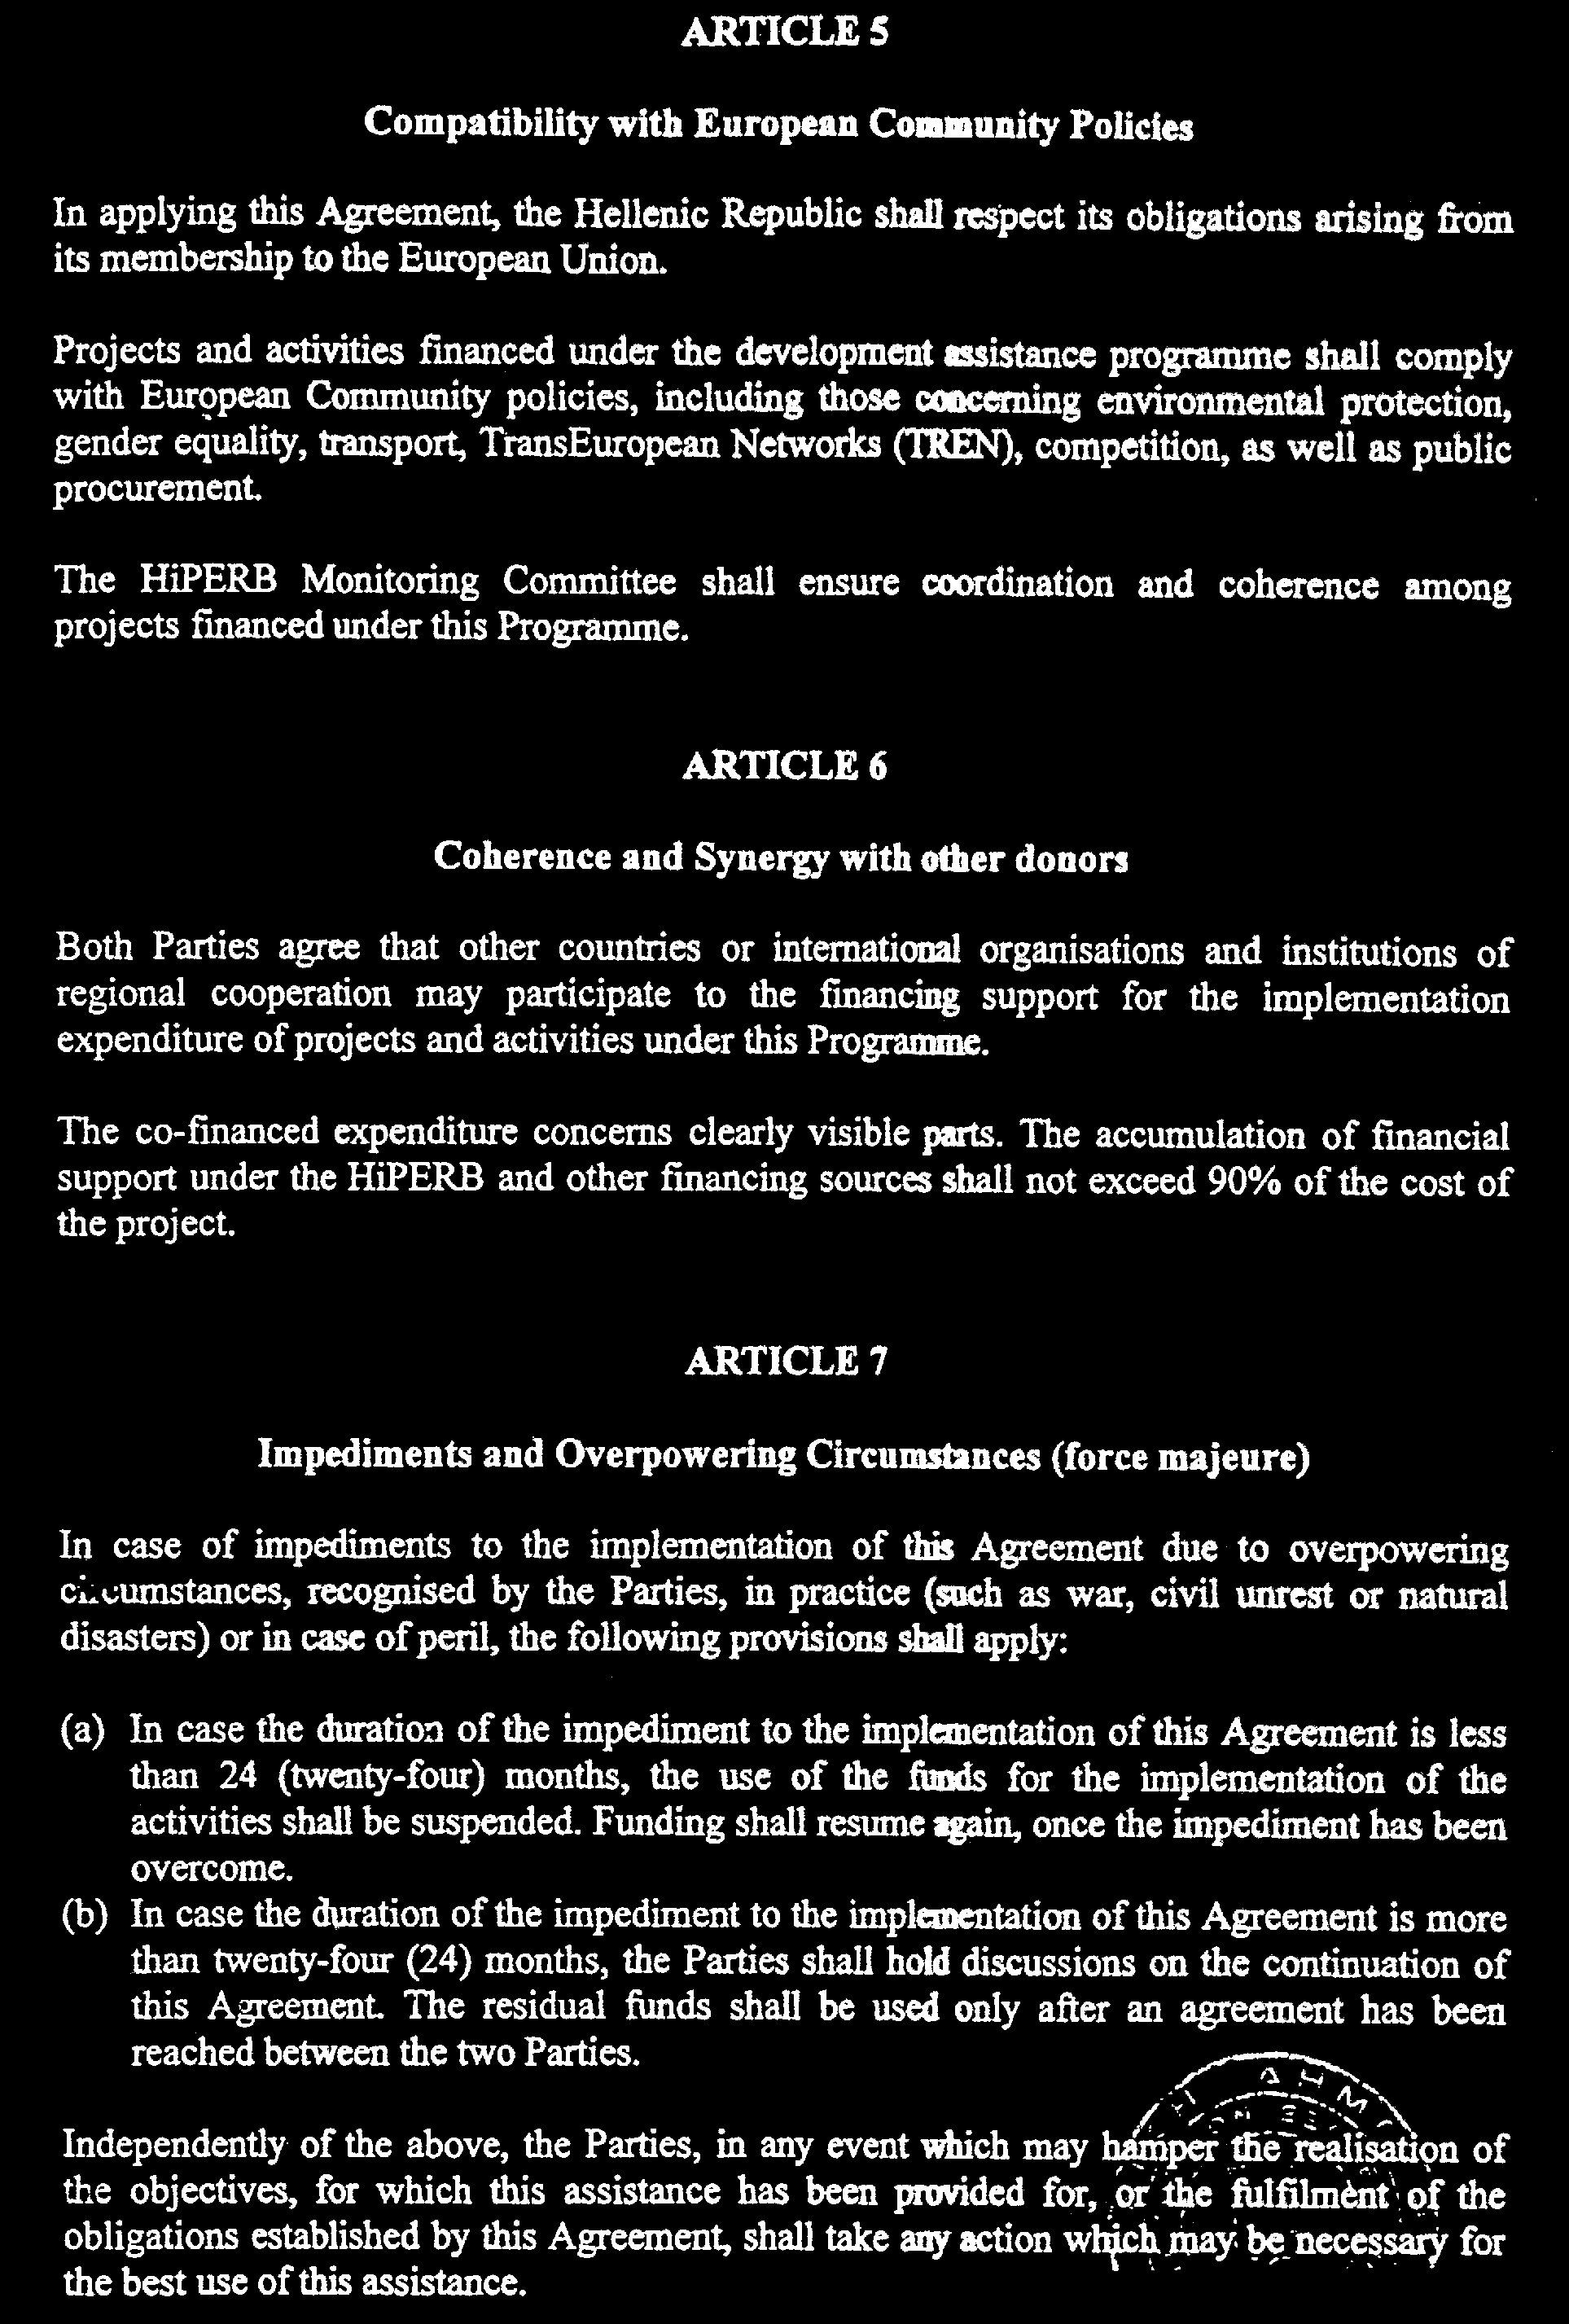 ARTICLE 5
Compatibility with European Community Policies
In applying this Agreement, the Hellenic Republic shall respect its obligations arising from
its membership to the European Union.
Projects and activities financed under the development assistance programme shall comply
with European Community policies, including those concerning environmental protection,
gender equality, transport, TransEuropean Networks (TREN), competition, as well as public
procurement.
The HiPERB Monitoring Committee shall ensure coordination and coherence among
projects financed under this Programme.
ARTICLE 6
Coherence and Synergy with other donors
Both Parties agree that other countries or international organisations and institutions of
regional cooperation may participate to the financing support for the implementation
expenditure of projects and activities under this Programme.
The co-financed expenditure concerns clearly visible parts. The accumulation of financial
support under the HiPERB and other financing sources shall not exceed 90% of the cost of
the project.
ARTICLE 7
Impediments and Overpowering Circumstances (force majeure)
In case of impediments to the implementation of this Agreement due to overpowering
circumstances, recognised by the Parties, in practice (such as war, civil unrest or natural
disasters) or in case of peril, the following provisions shall apply:
(a) In case the duration of the impediment to the implementation of this Agreement is less
than 24 (twenty-four) months, the use of the funds for the implementation of the
activities shall be suspended. Funding shall resume again, once the impediment has been
overcome.
(b) In case the duration of the impediment to the implementation of this Agreement is more
than twenty-four (24) months, the Parties shall hold discussions on the continuation of
this Agreement. The residual funds shall be used only after an agreement has been
reached between the two Parties.
Independently of the above, the Parties, in any event which may hamper the realisation of
the objectives, for which this assistance has been provided for, or the fulfilment of the
obligations established by this Agreement, shall take any action which may be necessary for
the best use of this assistance.